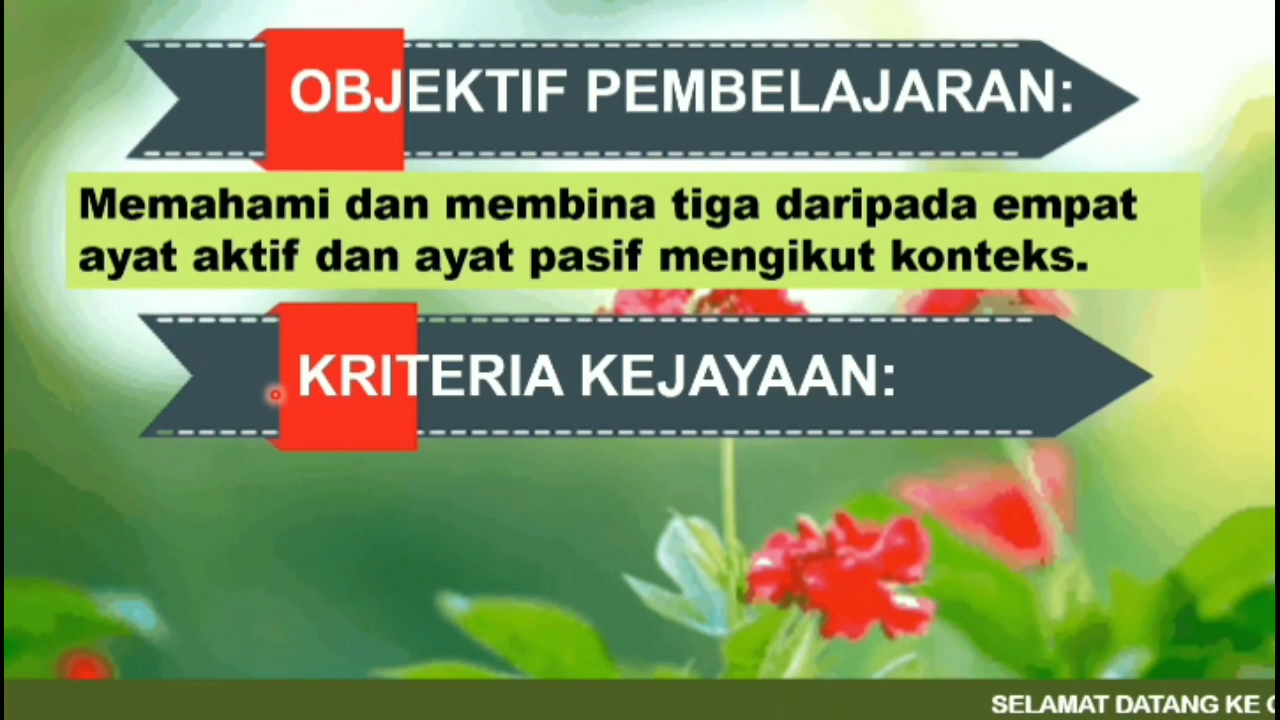 OBJEKTIF PEMBELAJARAN:
Memahami dan membina tiga daripada empat
ayat aktif dan ayat pasif mengikut konteks.
KRITERIA KEJAYAAN:
SELAMAT DATANG KE